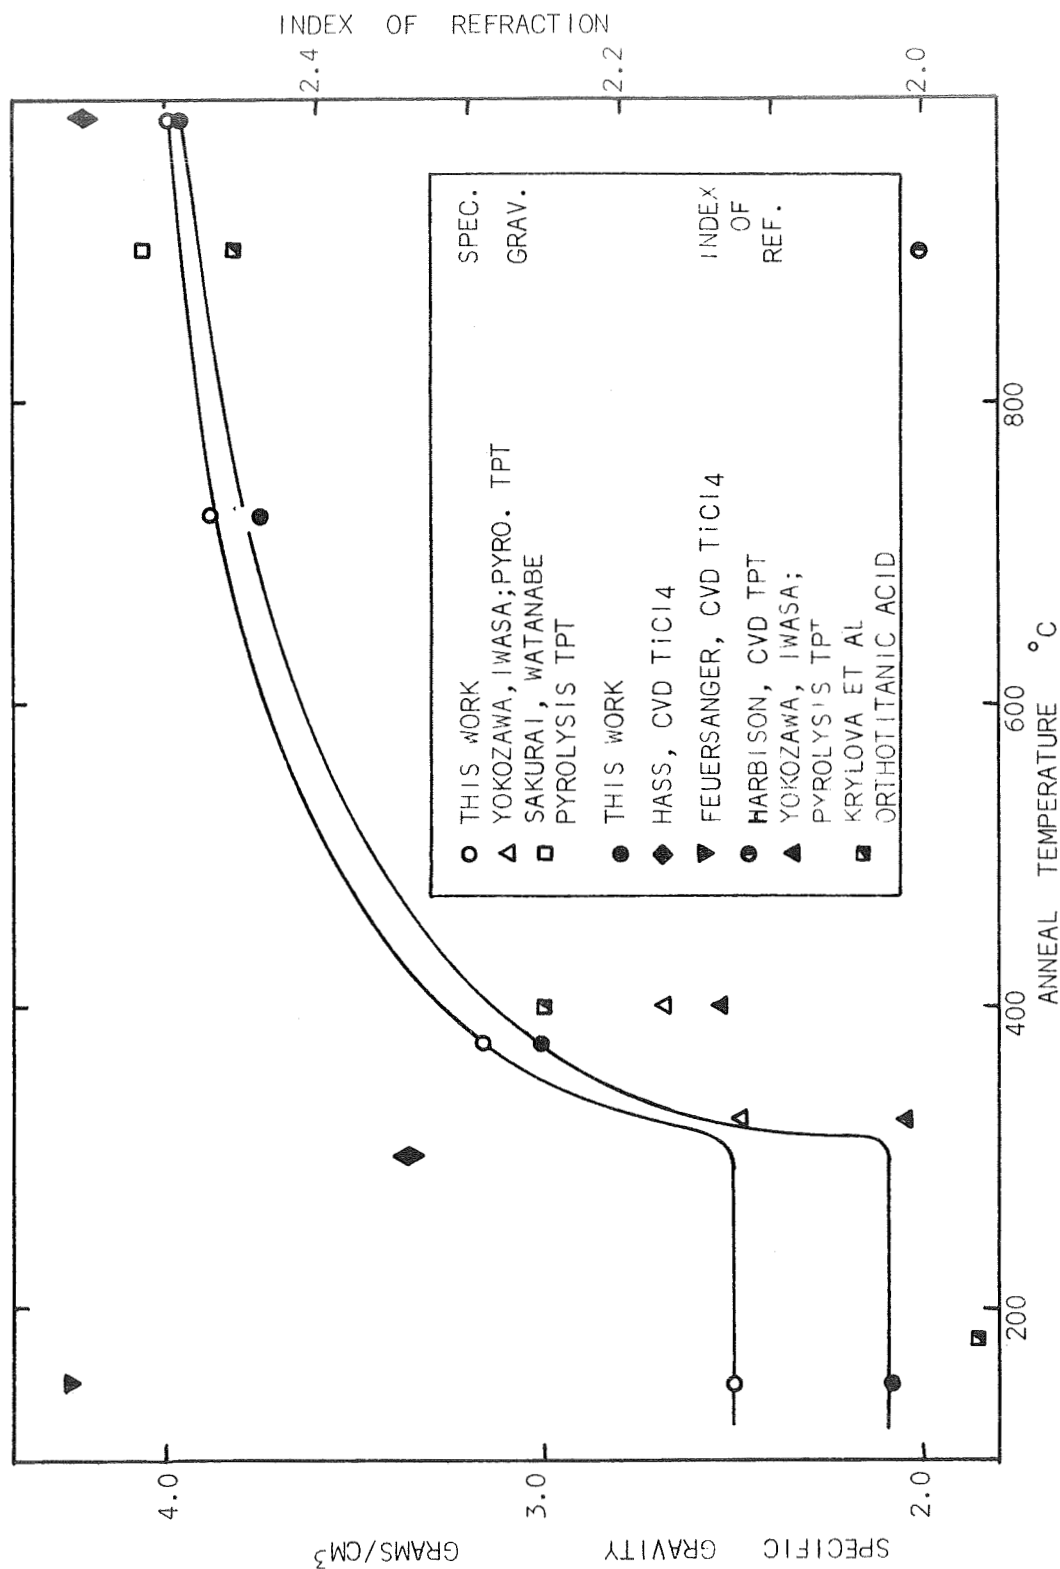 INDEX OF REFRACTION
2.4
2.2
2.0
4.0
3.0
2.0
SPECIFIC GRAVITY GRAMS/CM³
200
400
600
800
ANNEAL TEMPERATURE °C
THIS WORK
YOKOZAWA, IWASA; PYRO. TPT
SAKURAI, WATANABE
PYROLYSIS TPT
SPEC.
GRAV.
THIS WORK
HASS, CVD TiCl4
FEUERSANGER, CVD TiCl4
HARBISON, CVD TPT
YOKOZAWA, IWASA;
PYROLYSIS TPT
KRYLOVA ET Al
ORTHOTITANIC ACID
INDEX
OF
REF.